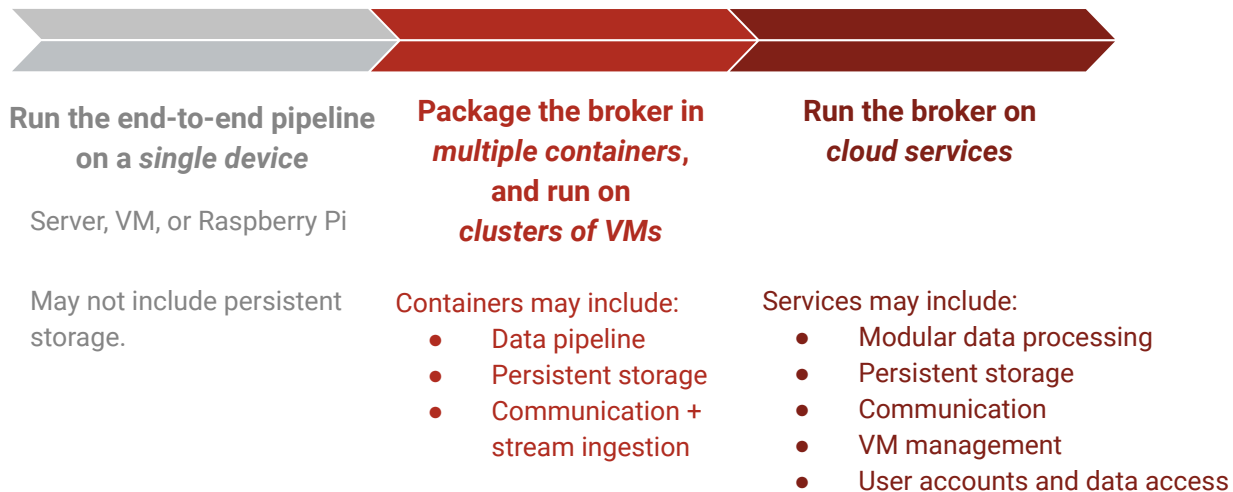 Run the end-to-end pipeline
on a single device
Server, VM, or Raspberry Pi
May not include persistent
storage.
Package the broker in
multiple containers,
and run on
clusters of VMs
Containers may include:
● Data pipeline
● Persistent storage
● Communication +
stream ingestion
Run the broker on
cloud services
Services may include:
● Modular data processing
● Persistent storage
● Communication
● VM management
● User accounts and data access